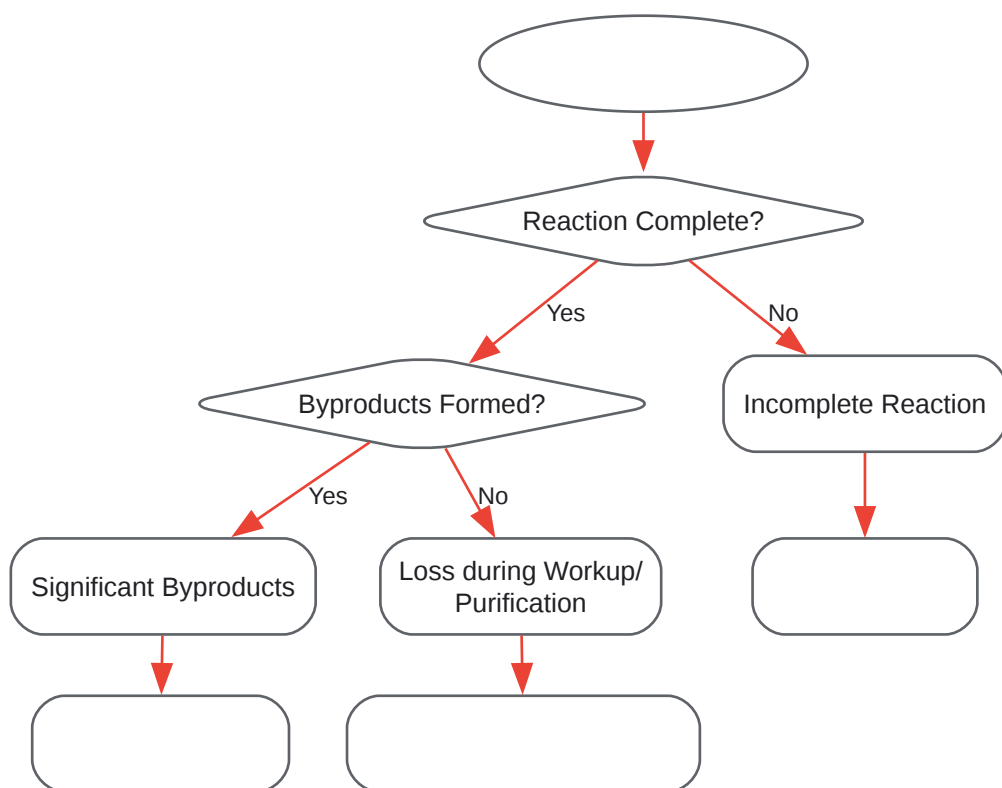 Reaction Complete?
Yes
No
Byproducts Formed?
Incomplete Reaction
Yes
No
Significant Byproducts
Loss during Workup/
Purification